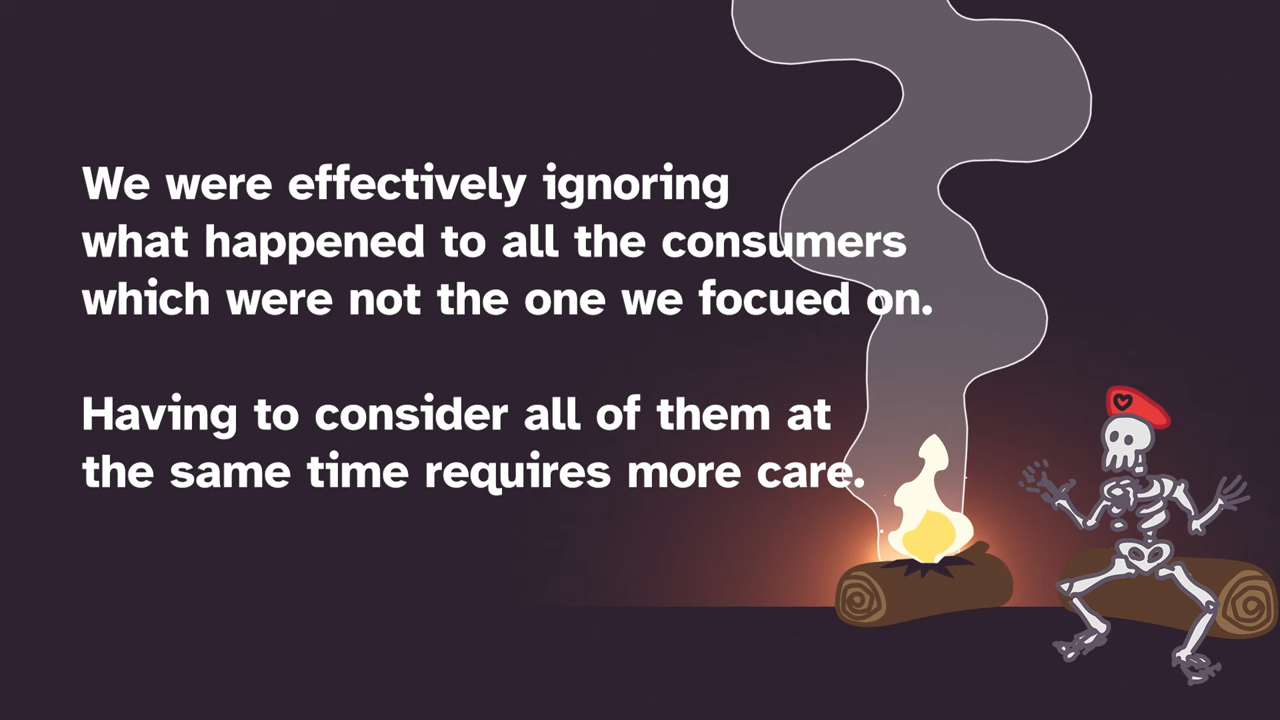 We were effectively ignoring
what happened to all the consumers
which were not the one we focued on.
Having to consider all of them at
the same time requires more care.